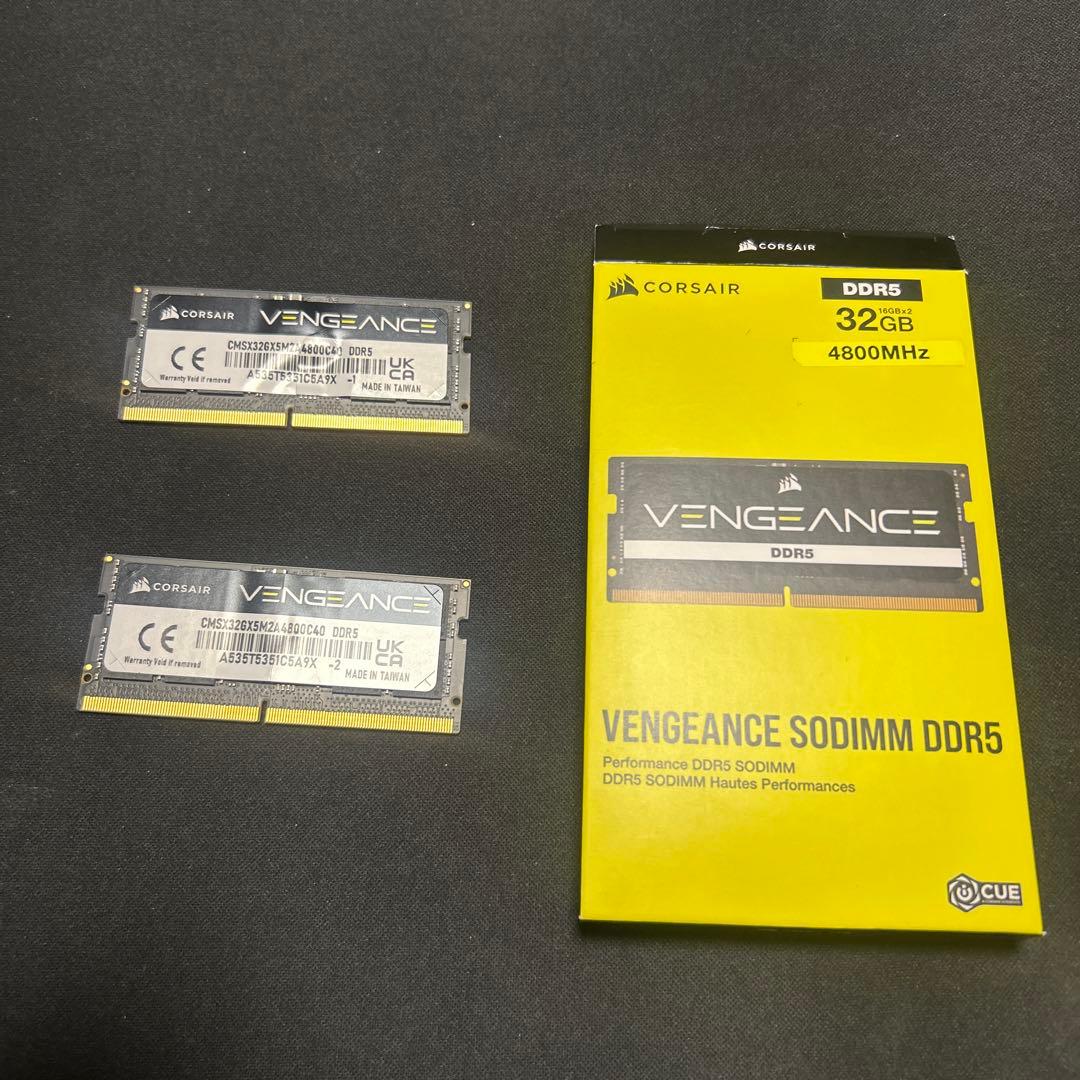 CORSAIR VENGEANCE
CMSX32GX5M2A4800C40 DDR5
CE
UK
CA
A535T5351C5A9X -1
Warranty Void if removed
MADE IN TAIWAN
CORSAIR VENGEANCE
CMSX32GX5M2A4800C40 DDR5
CE
UK
CA
A535T5351C5A9X -2
Warranty Void if removed
MADE IN TAIWAN
CORSAIR
CORSAIR
DDR5
16GBx2
32GB
4800MHz
VENGEANCE
DDR5
VENGEANCE SODIMM DDR5
Performance DDR5 SODIMM
DDR5 SODIMM Hautes Performances
iCUE